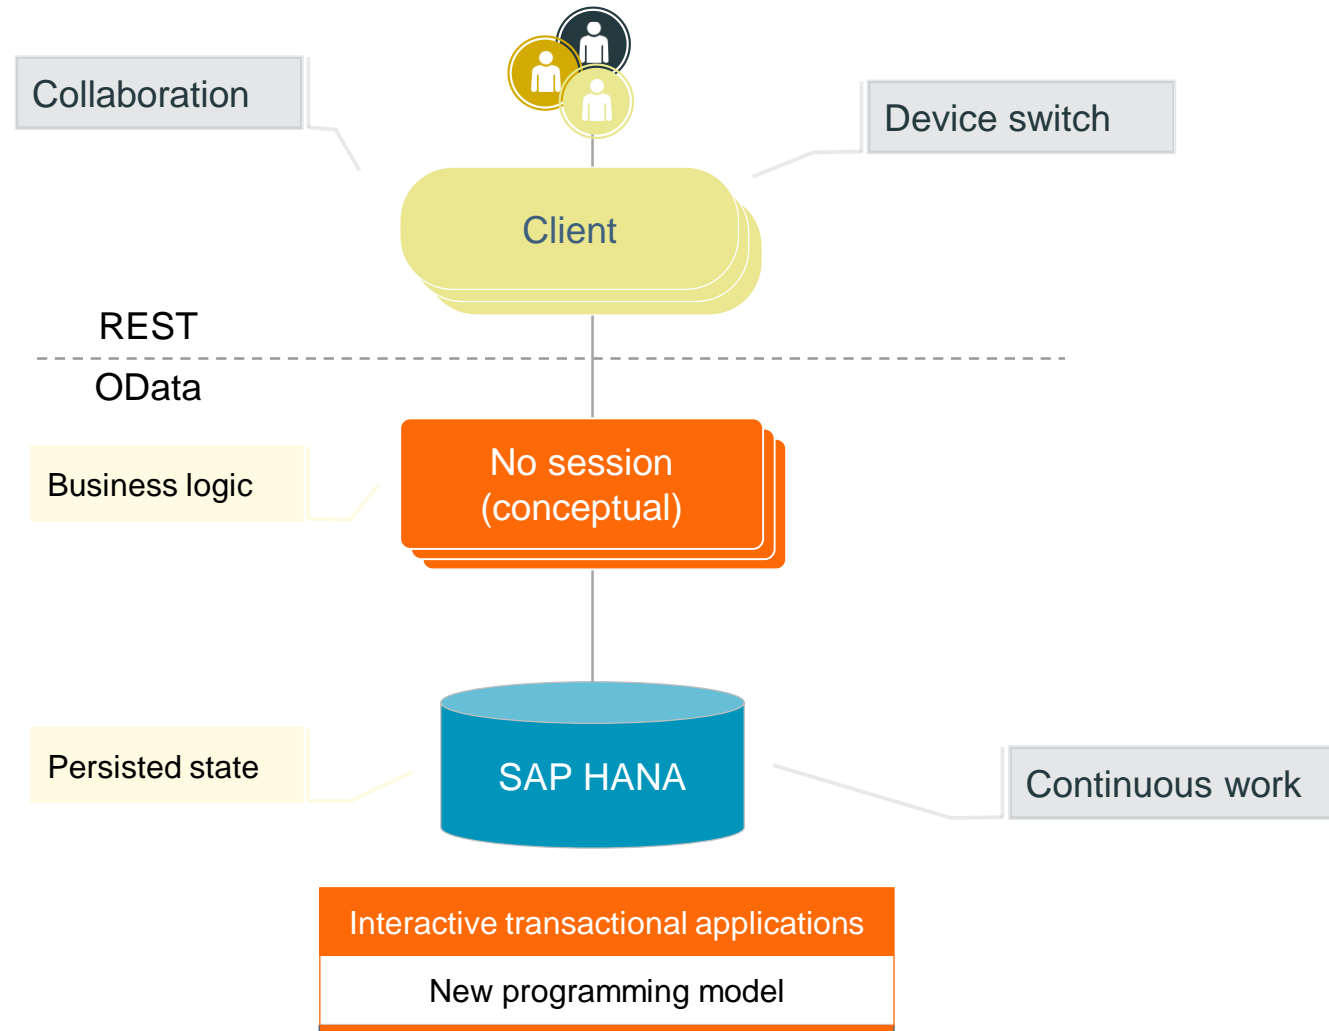 Collaboration
Device switch
Client
REST
OData
No session
(conceptual)
Business logic
Persisted state
SAP HANA
Continuous work
Interactive transactional applications
New programming model